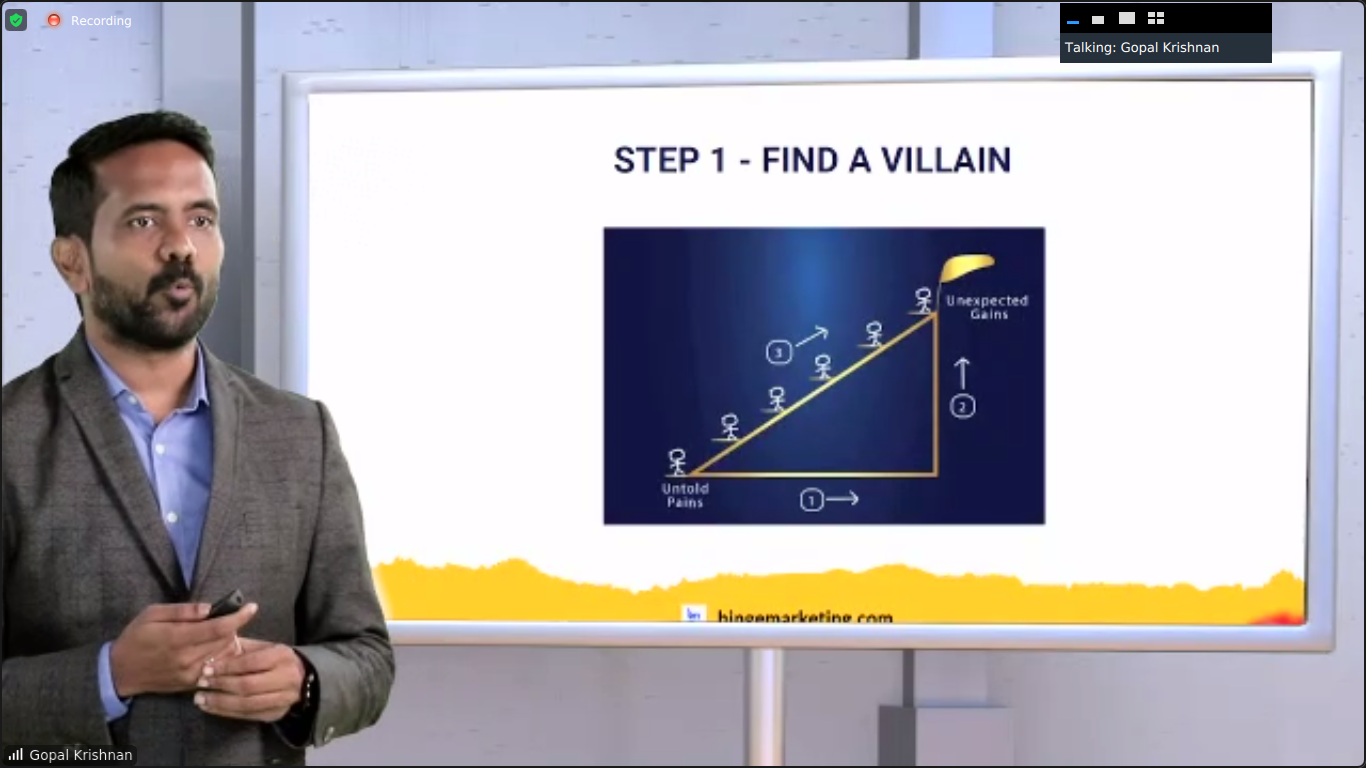 Recording
Talking: Gopal Krishnan
STEP 1 - FIND A VILLAIN
Unexpected
Gains
3
2
Untold
Pains
1
bingemarketing.com
Gopal Krishnan